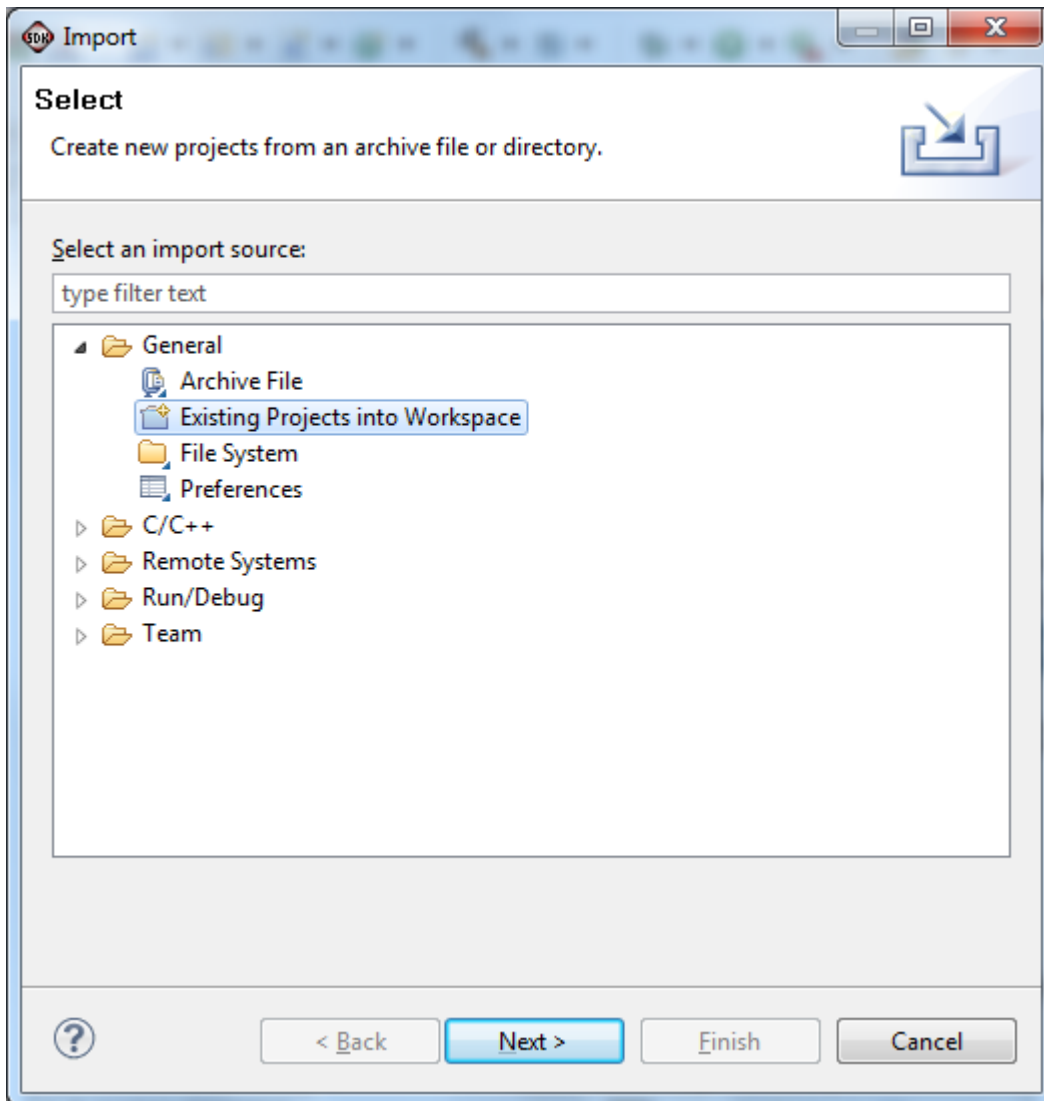 SDK Import
Select
Create new projects from an archive file or directory.
Select an import source:
type filter text
General
Archive File
Existing Projects into Workspace
File System
Preferences
C/C++
Remote Systems
Run/Debug
Team
? < Back Next > Finish Cancel